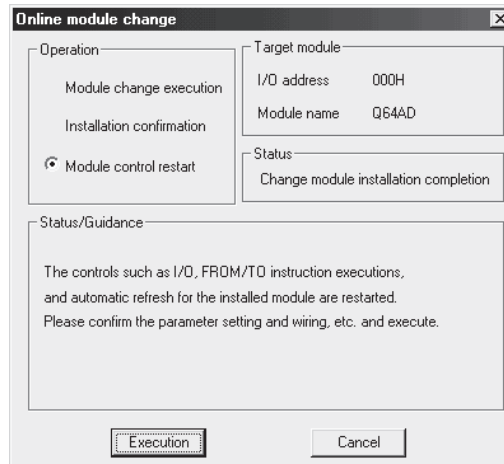 Online module change
Operation
Module change execution
Installation confirmation
Module control restart
Target module
I/O address 000H
Module name Q64AD
Status
Change module installation completion
Status/Guidance
The controls such as I/O, FROM/TO instruction executions,
and automatic refresh for the installed module are restarted.
Please confirm the parameter setting and wiring, etc. and execute.
Execution Cancel